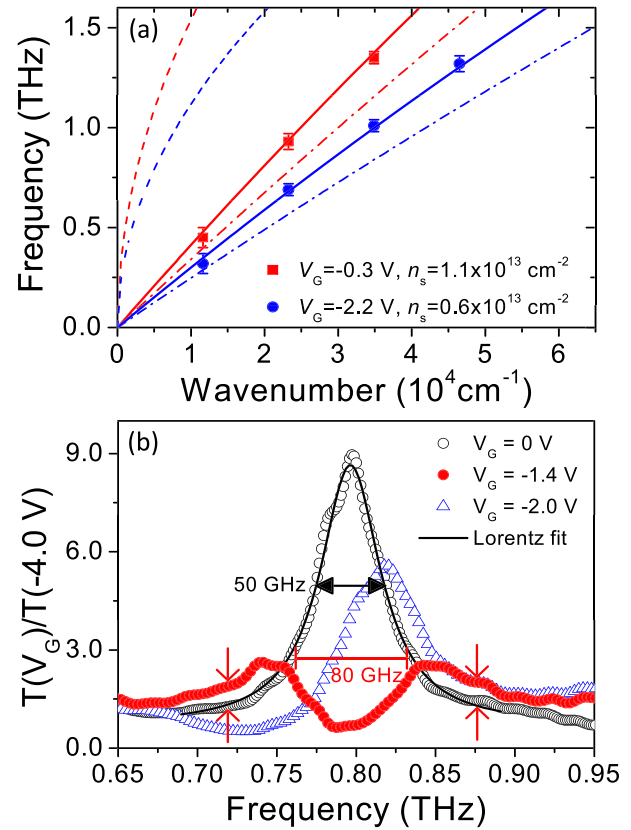 (a)
Frequency (THz)
1.5
1.0
0.5
0.0
V_G=-0.3 V, n_s=1.1x10^13 cm^-2
V_G=-2.2 V, n_s=0.6x10^13 cm^-2
0 1 2 3 4 5 6
Wavenumber (10^4cm^-1)
(b)
T(V_G)/T(-4.0 V)
9.0
6.0
3.0
0.0
V_G = 0 V
V_G = -1.4 V
V_G = -2.0 V
Lorentz fit
50 GHz
80 GHz
0.65 0.70 0.75 0.80 0.85 0.90 0.95
Frequency (THz)